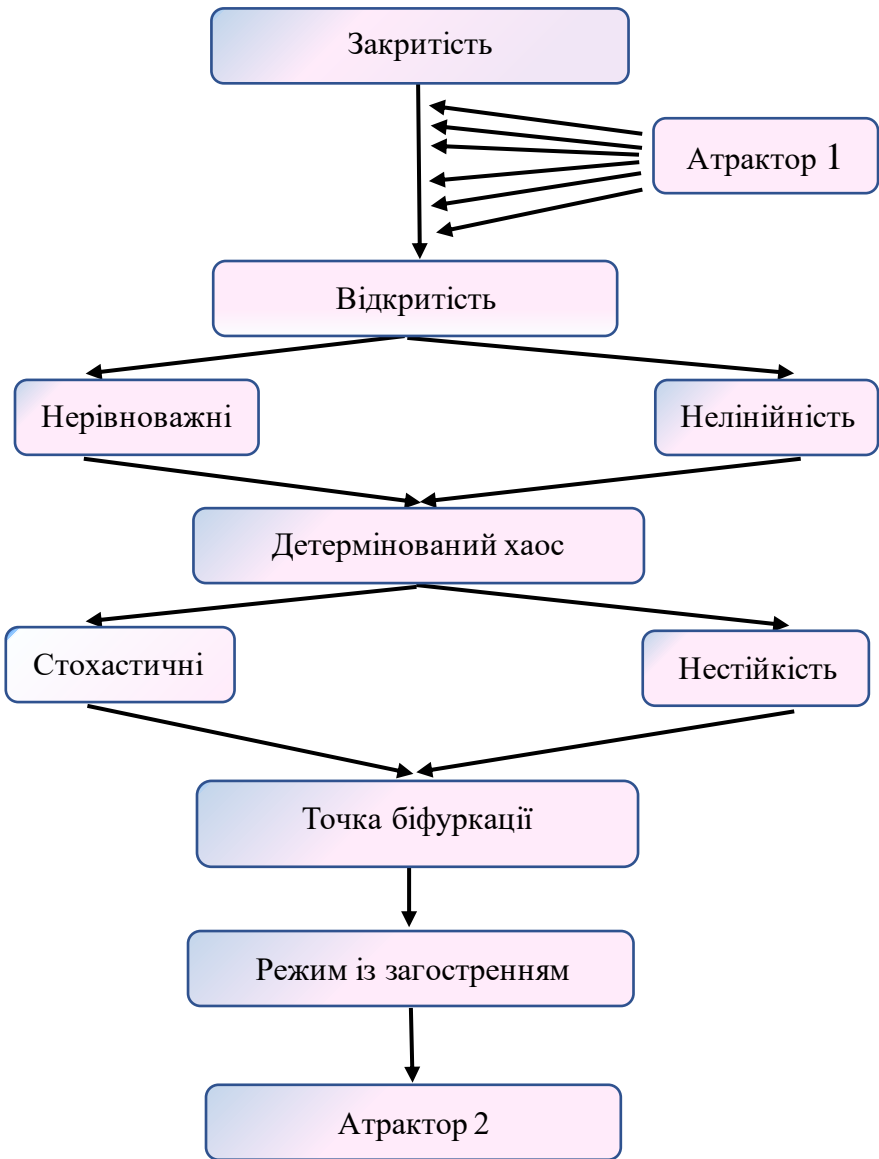 Закритість
Атрактор 1
Відкритість
Нерівноважні
Нелінійність
Детермінований хаос
Стохастичні
Нестійкість
Точка біфуркації
Режим із загостренням
Атрактор 2